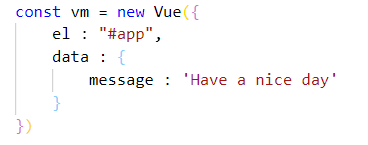 const vm = new Vue({
    el : "#app",
    data : {
        message : 'Have a nice day'
    }
})